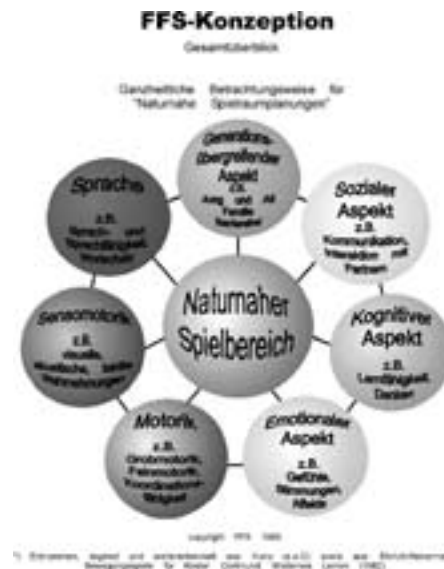 FFS-Konzeption
Gesamtüberblick
Ganzheitliche Betrachtungsweise für
"Naturnahe Spielraumplanungen"
Generations-
übergreifender
Aspekt
z.B.
Jung und Alt
Familie
Sozialer
Aspekt
z.B.
Kommunikation,
Interaktion mit
Partnern
Kognitiver
Aspekt
z.B.
Lernfähigkeit,
Denken
Emotionaler
Aspekt
z.B.
Gefühle,
Stimmungen,
Affekte
Motorik,
z.B.
Grobmotorik,
Feinmotorik,
Koordinations-
fähigkeit
Sensomotorik
z.B.
visuelle,
akustische,
Wahrnehmungen
Sprache
z.B.
Sprech- und
Sprachfähigkeit,
Wortschatz
Naturnaher
Spielbereich
copyright FFS